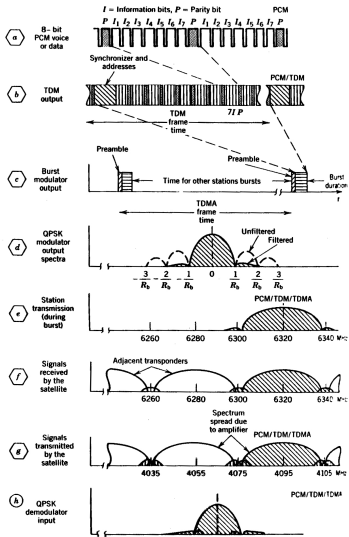 I = Information bits, P = Parity bit PCM
a 8-bit PCM voice or data
P I1 I2 I3 I4 I5 I6 I7 P I1 I2 I3 I4 I5 I6 I7 P
Synchronizer and addresses
PCM/TDM
b TDM output
7I P
TDM frame time
Preamble
Preamble
c Burst modulator output
Time for other stations bursts
Burst duration
t
TDMA frame time
d QPSK modulator output spectra
Unfiltered
Filtered
-3/Rb -2/Rb -1/Rb 0 1/Rb 2/Rb 3/Rb
e Station transmission (during burst)
PCM/TDM/TDMA
6260 6280 6300 6320 6340 MHz
f Signals received by the satellite
Adjacent transponders
PCM/TDM/TDMA
6260 6280 6300 6320 6340 MHz
g Signals transmitted by the satellite
Spectrum spread due to amplifier
PCM/TDM/TDMA
4035 4055 4075 4095 4105 MHz
h QPSK demodulator input
PCM/TDM/TDMA